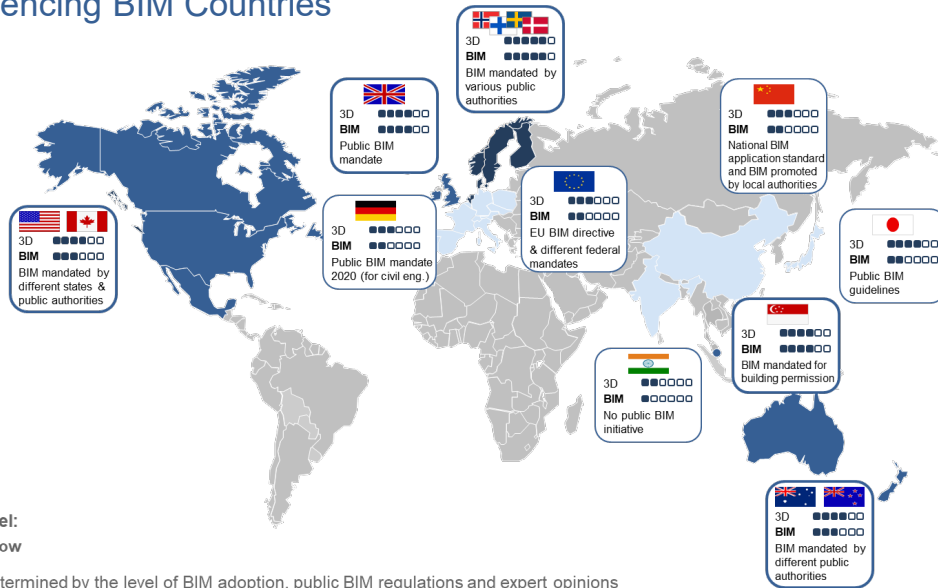 encing BIM Countries
3D
BIM
BIM mandated by
various public
authorities
3D
BIM
Public BIM
mandate
3D
BIM
National BIM
application standard
and BIM promoted
by local authorities
3D
BIM
EU BIM directive
& different federal
mandates
3D
BIM
Public BIM mandate
2020 (for civil eng.)
3D
BIM
BIM mandated by
different states &
public authorities
3D
BIM
Public BIM
guidelines
3D
BIM
BIM mandated for
building permission
3D
BIM
No public BIM
initiative
3D
BIM
BIM mandated by
different public
authorities
el:
ow
termined by the level of BIM adoption, public BIM regulations and expert opinions